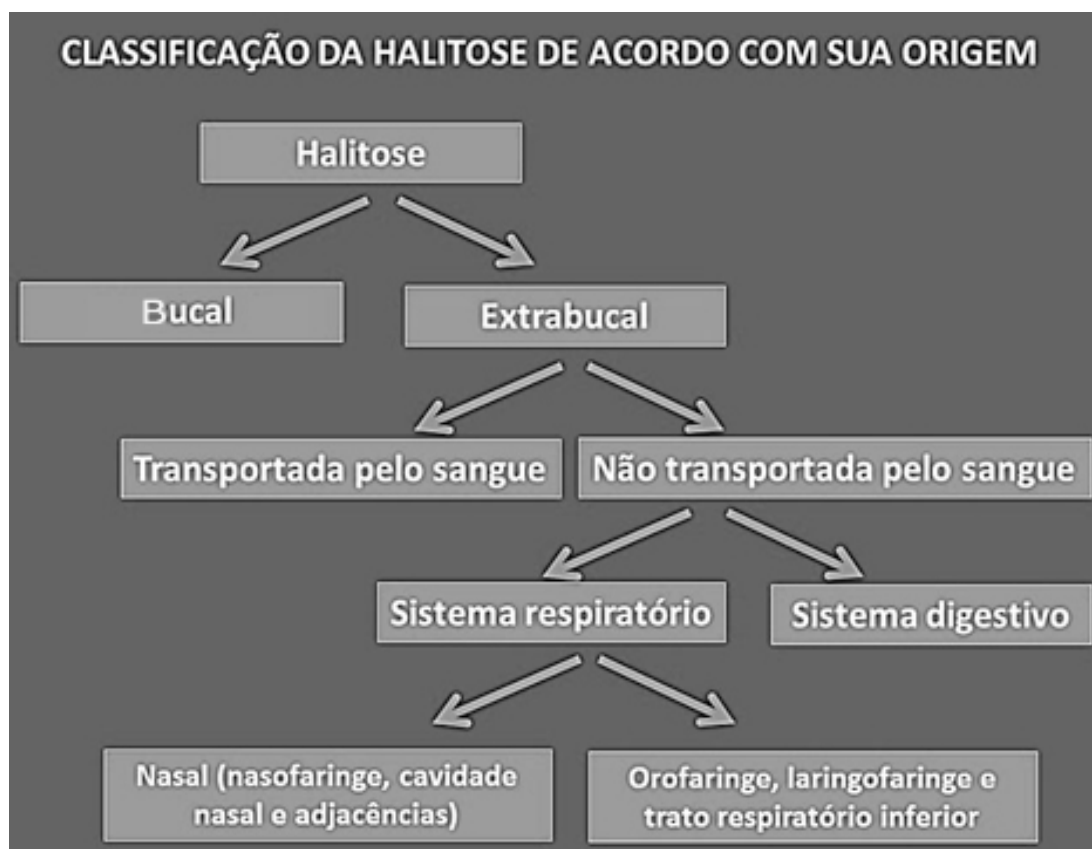 CLASSIFICAÇÃO DA HALITOSE DE ACORDO COM SUA ORIGEM
Halitose
Bucal
Extrabucal
Transportada pelo sangue
Não transportada pelo sangue
Sistema respiratório
Sistema digestivo
Nasal (nasofaringe, cavidade
nasal e adjacências)
Orofaringe, laringofaringe e
trato respiratório inferior